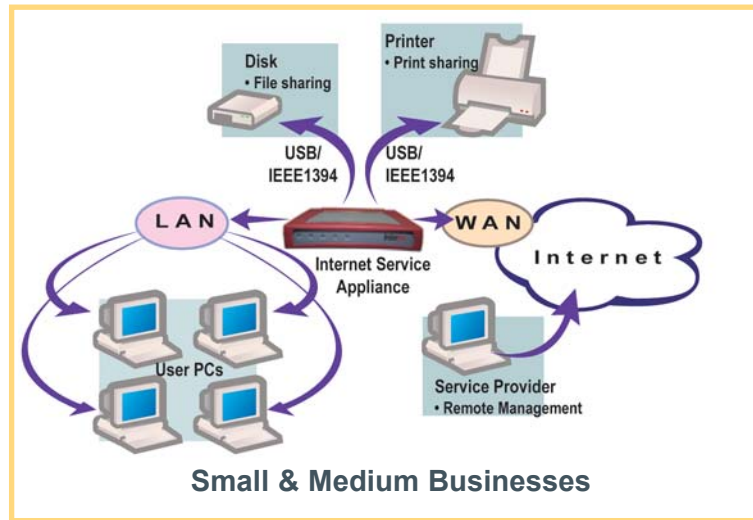 Disk
• File sharing
Printer
• Print sharing
USB/
IEEE1394
USB/
IEEE1394
LAN
WAN
Internet
Internet Service
Appliance
User PCs
Service Provider
• Remote Management
Small & Medium Businesses